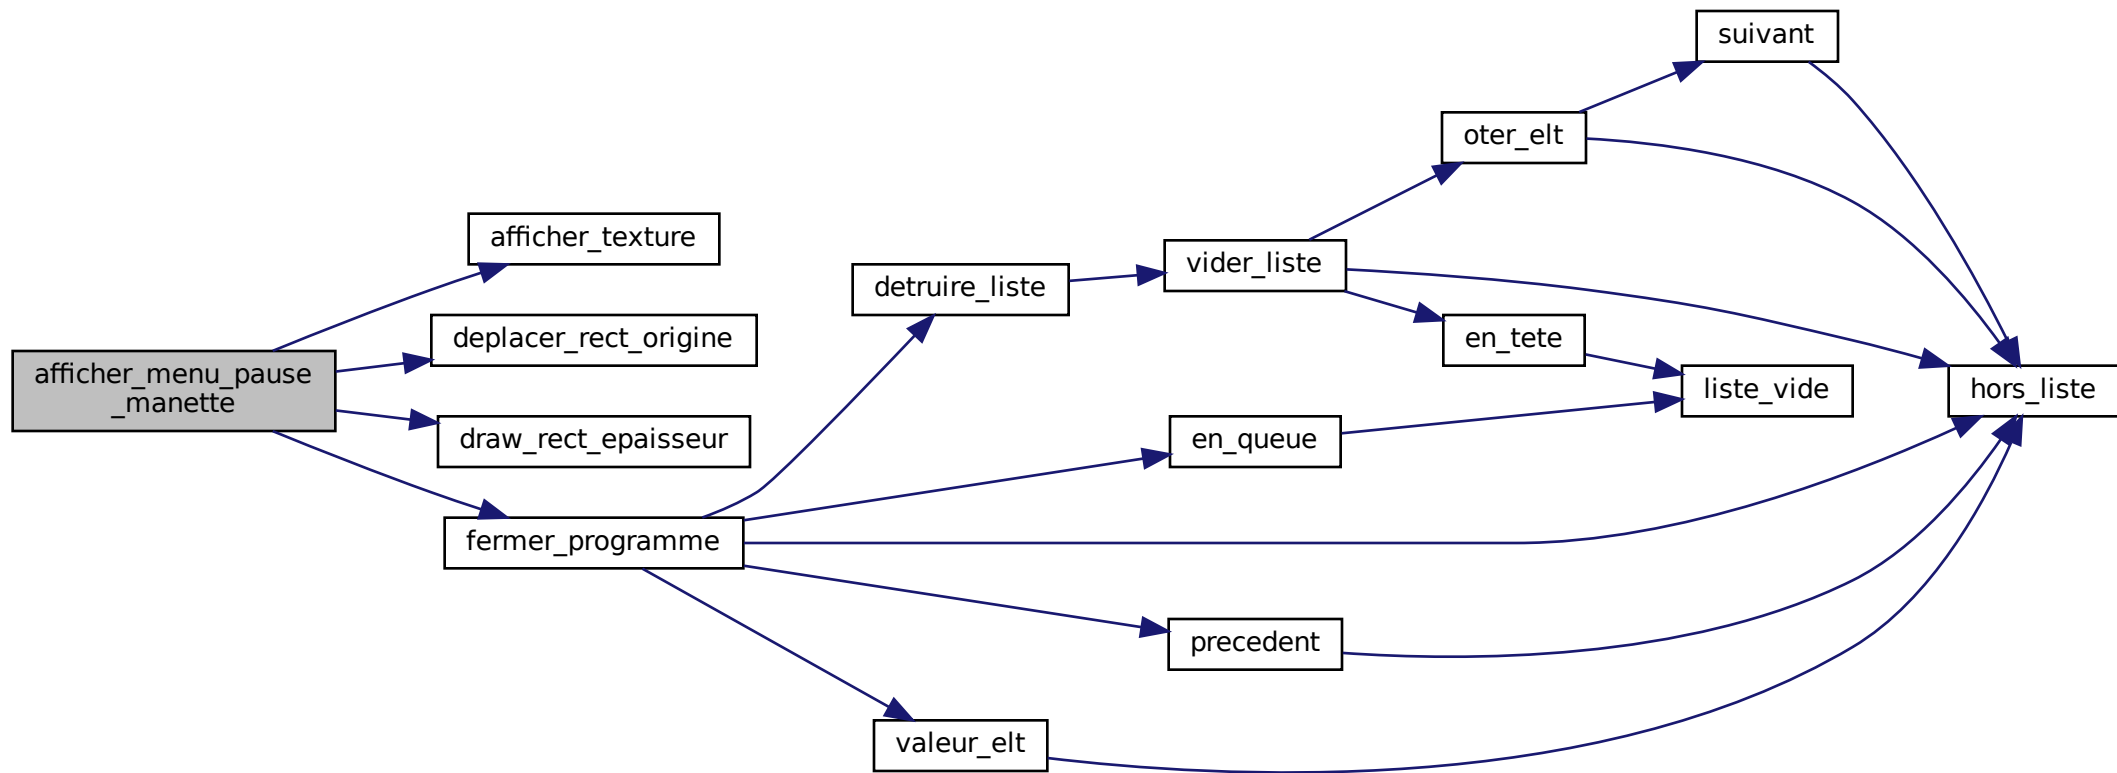 afficher_menu_pause
_manette
afficher_texture
deplacer_rect_origine
draw_rect_epaisseur
fermer_programme
detruire_liste
vider_liste
oter_elt
suivant
en_tete
en_queue
liste_vide
hors_liste
precedent
valeur_elt